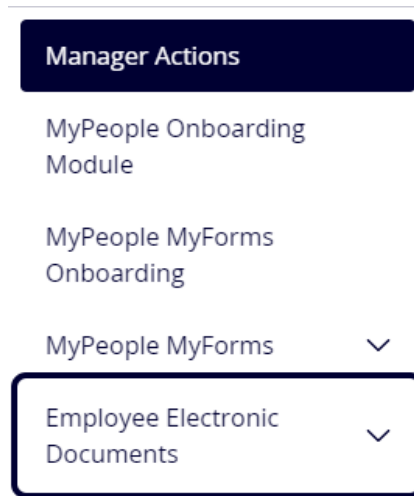 Manager Actions
MyPeople Onboarding
Module
MyPeople MyForms
Onboarding
MyPeople MyForms
Employee Electronic
Documents